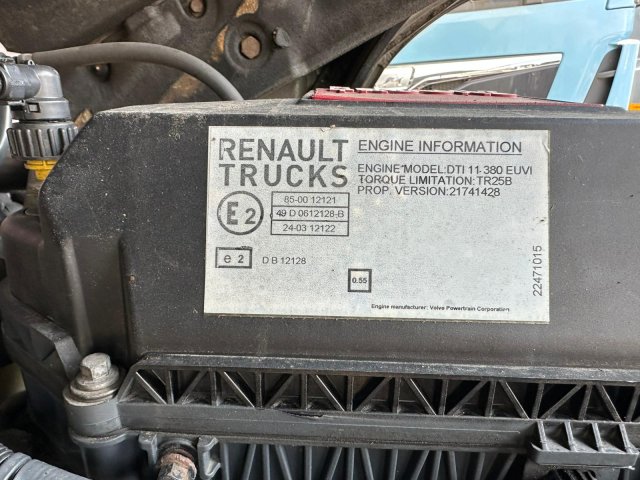 RENAULT
TRUCKS
ENGINE INFORMATION
ENGINE MODEL:DTI 11-380 EUVI
TORQUE LIMITATION:TR25B
PROP. VERSION:21741428
E2
85-00 12121
49 D 0612128-B
24-03 12122
e 2
D B 12128
0.55
22471015
Engine manufacturer: Volvo Powertrain Corporation